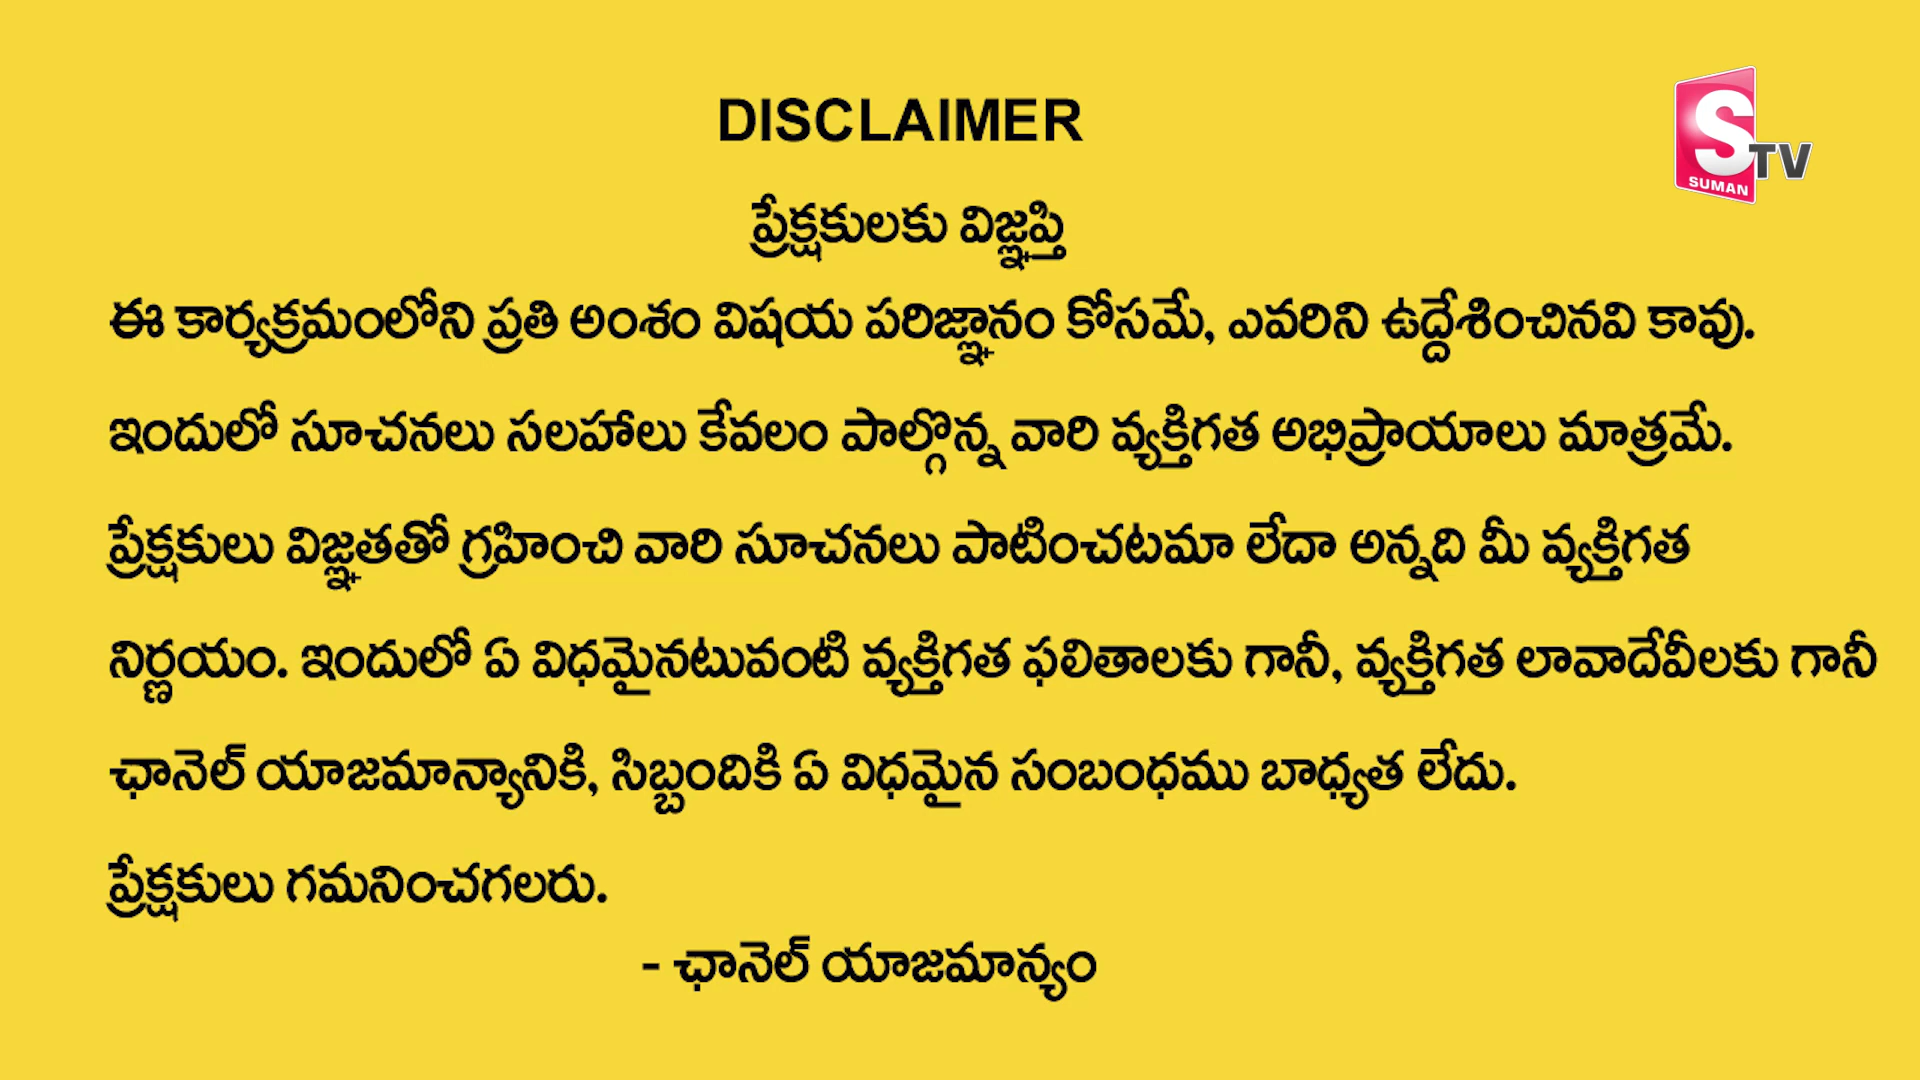 DISCLAIMER
S TV
SUMAN
ప్రేక్షకులకు విజ్ఞప్తి
ఈ కార్యక్రమంలోని ప్రతి అంశం విషయ పరిజ్ఞానం కోసమే, ఎవరిని ఉద్దేశించినవి కావు.
ఇందులో సూచనలు సలహాలు కేవలం పాల్గొన్న వారి వ్యక్తిగత అభిప్రాయాలు మాత్రమే.
ప్రేక్షకులు విజ్ఞతతో గ్రహించి వారి సూచనలు పాటించటమా లేదా అన్నది మీ వ్యక్తిగత
నిర్ణయం. ఇందులో ఏ విధమైనటువంటి వ్యక్తిగత ఫలితాలకు గానీ, వ్యక్తిగత లావాదేవీలకు గానీ
ఛానెల్ యాజమాన్యానికి, సిబ్బందికి ఏ విధమైన సంబంధము బాధ్యత లేదు.
ప్రేక్షకులు గమనించగలరు.
- ఛానెల్ యాజమాన్యం